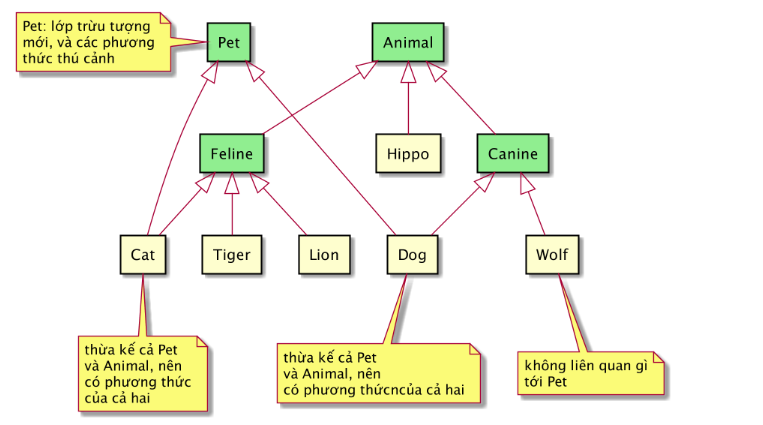 Pet: lớp trừu tượng
mới, và các phương
thức thú cảnh
Pet
Animal
Feline
Hippo
Canine
Cat
Tiger
Lion
Dog
Wolf
thừa kế cả Pet
và Animal, nên
có phương thức
của cả hai
thừa kế cả Pet
và Animal, nên
có phương thứcncủa cả hai
không liên quan gì
tới Pet